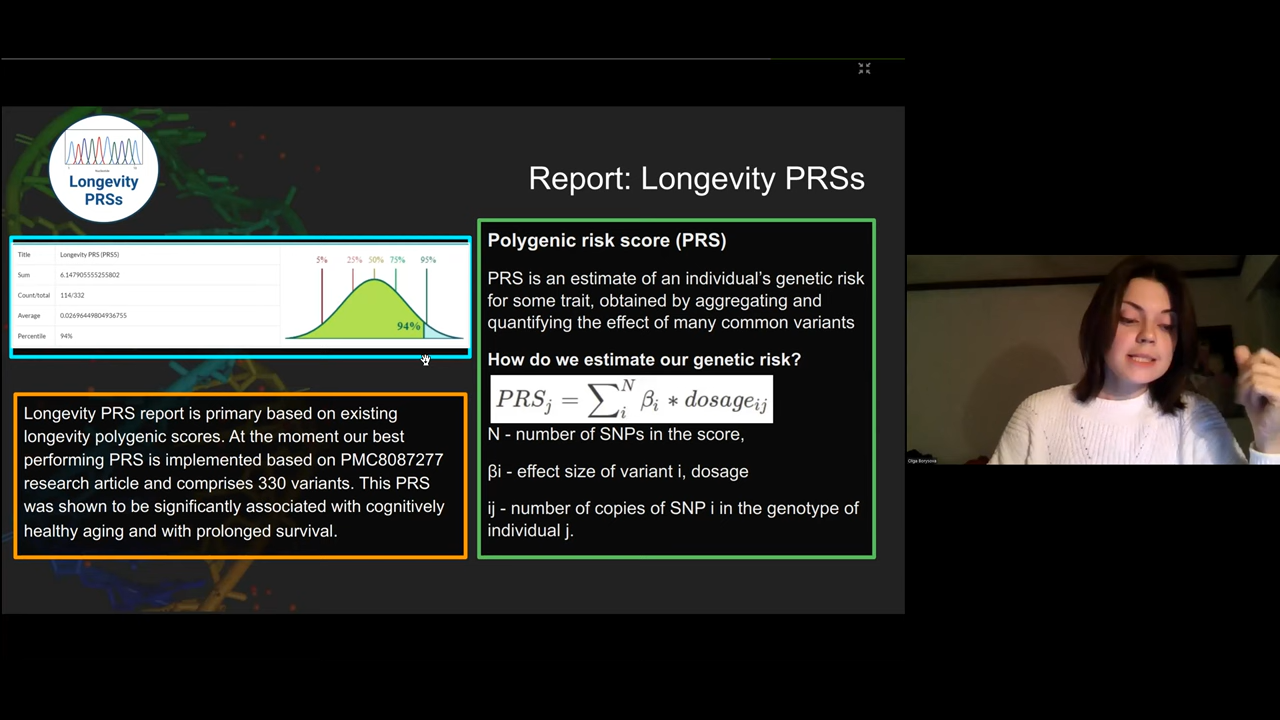 Longevity
PRSs
Report: Longevity PRSs
Title Longevity PRS (PRS5)
Sum 6.147905555255802
Count/total 114/332
Average 0.02696449804936755
Percentile 94%
5% 25% 50% 75% 95%
94%
Longevity PRS report is primary based on existing
longevity polygenic scores. At the moment our best
performing PRS is implemented based on PMC8087277
research article and comprises 330 variants. This PRS
was shown to be significantly associated with cognitively
healthy aging and with prolonged survival.
Polygenic risk score (PRS)
PRS is an estimate of an individual’s genetic risk
for some trait, obtained by aggregating and
quantifying the effect of many common variants
How do we estimate our genetic risk?
PRSj = ∑i^N βi * dosageij
N - number of SNPs in the score,
βi - effect size of variant i, dosage
ij - number of copies of SNP i in the genotype of
individual j.
Olga Borysova